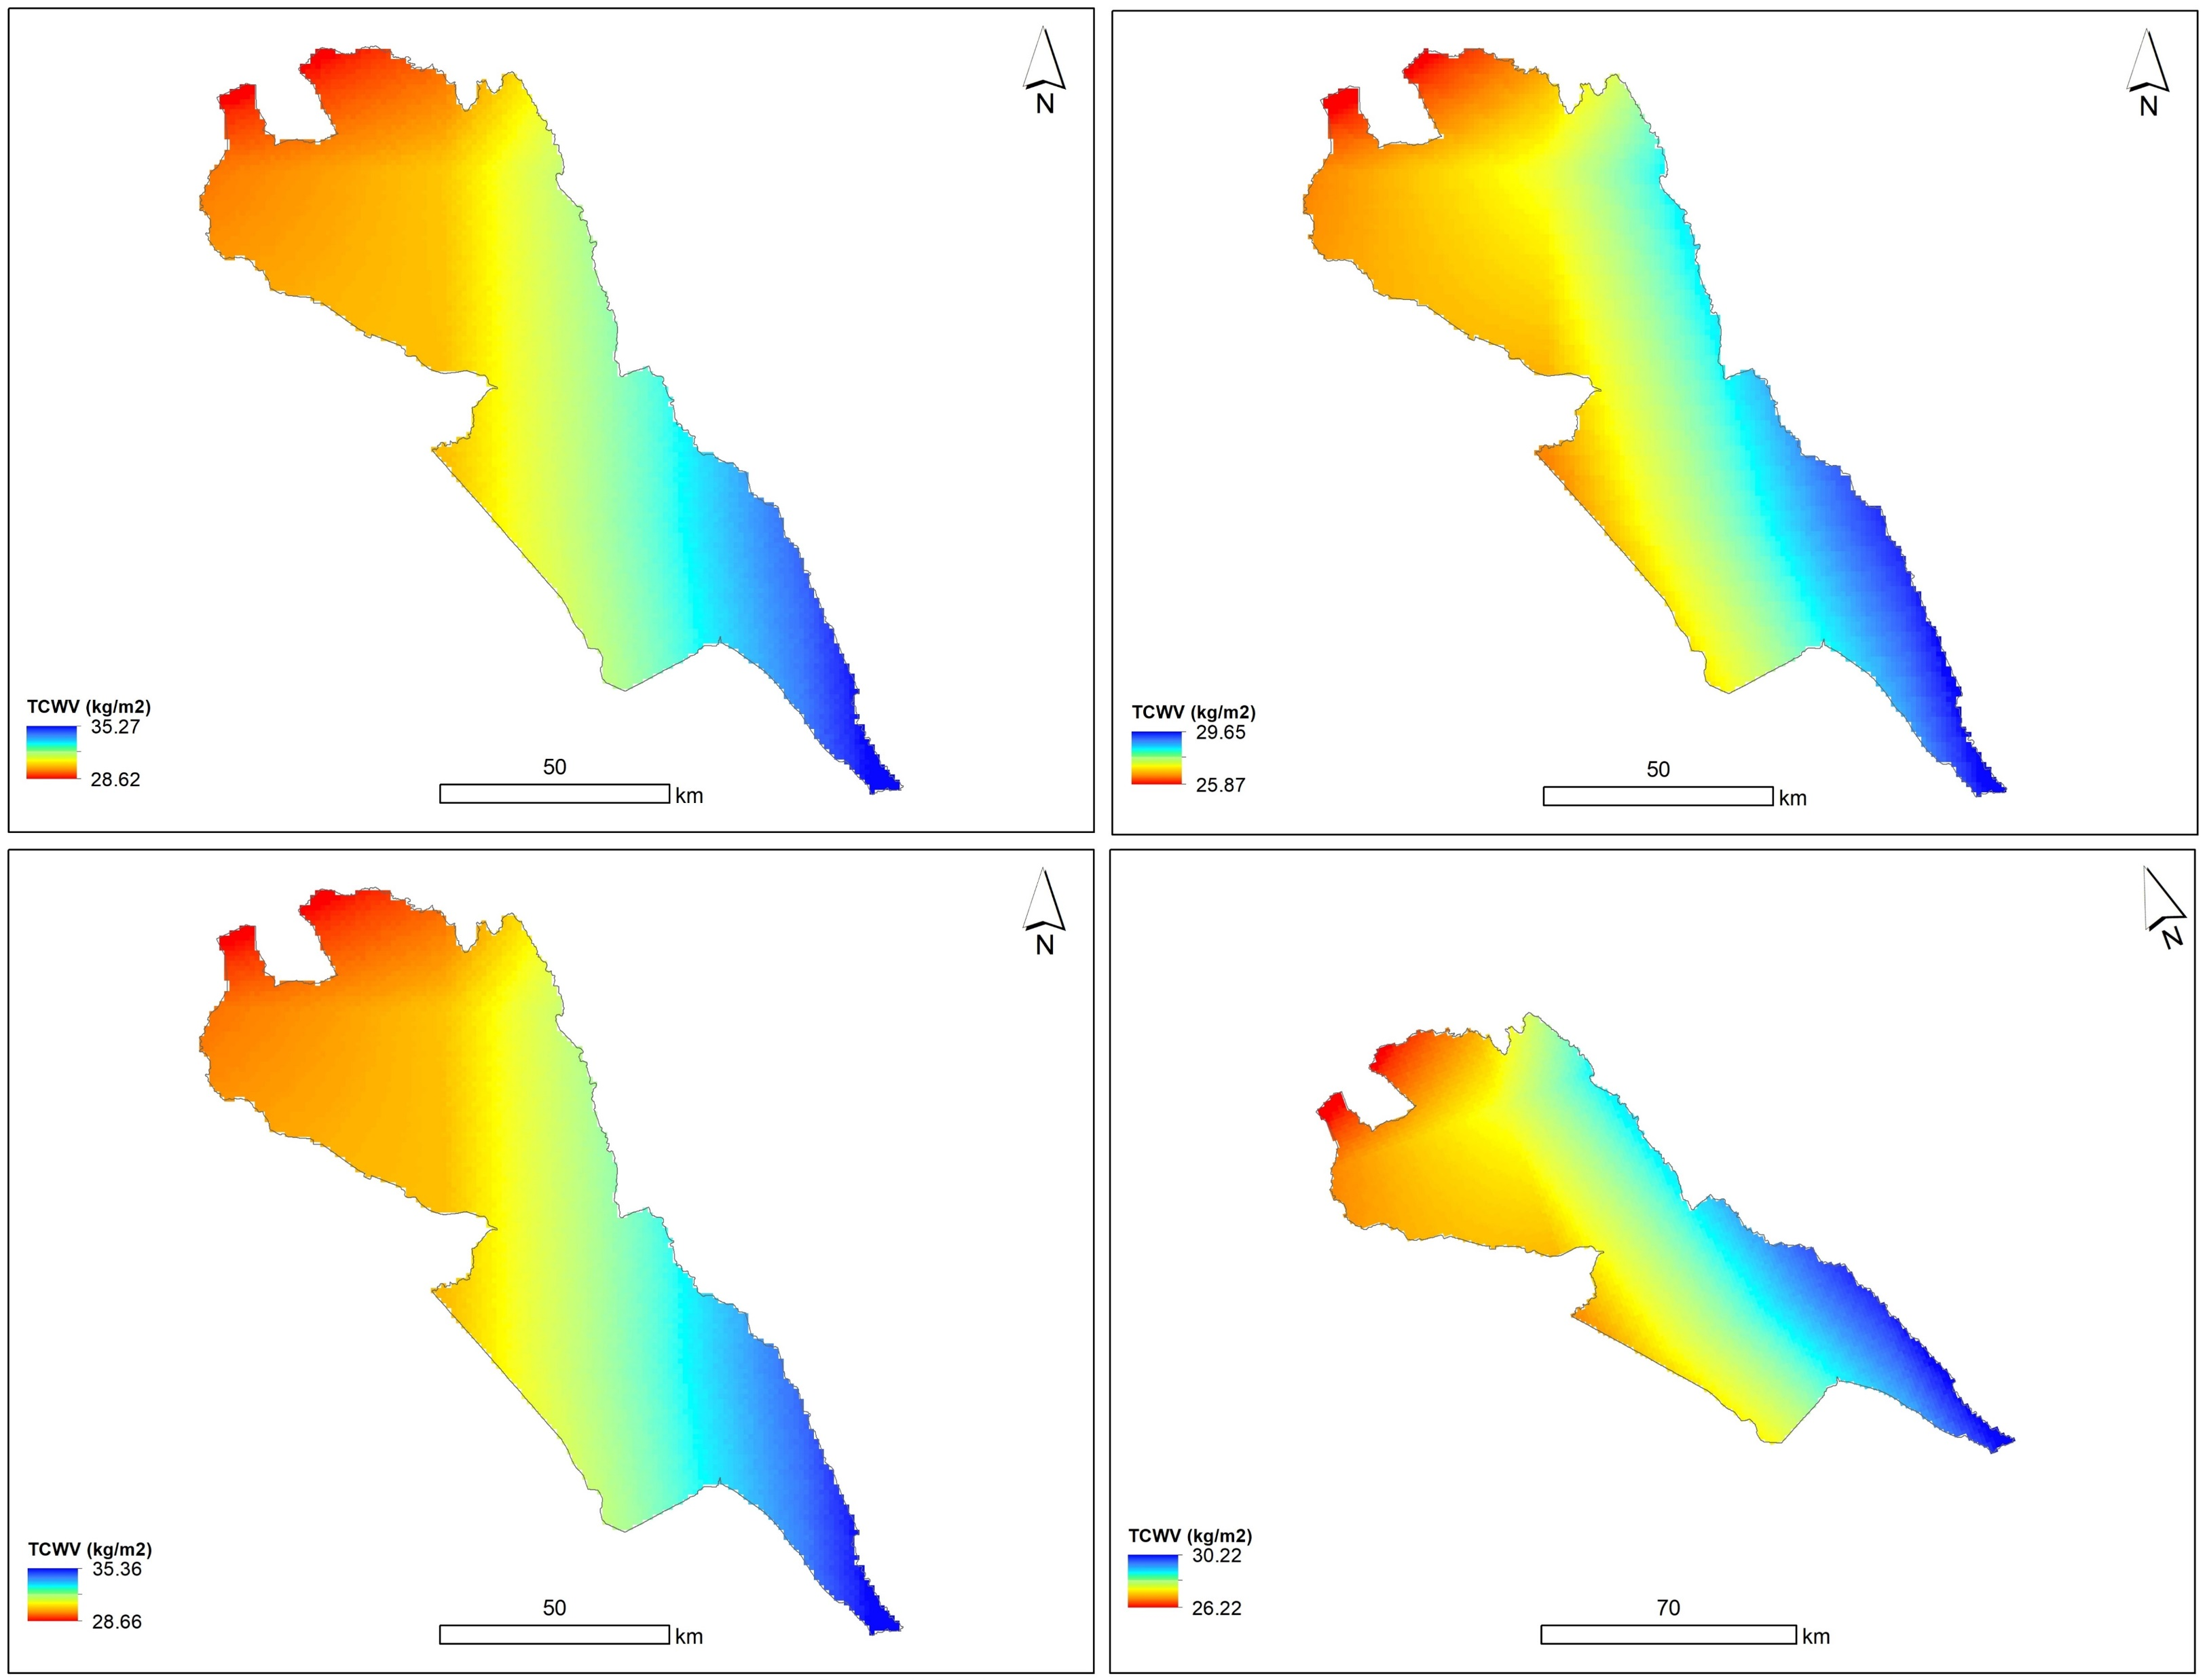 N
TCWV (kg/m2)
35.27
28.62
50
km
N
TCWV (kg/m2)
29.65
25.87
50
km
N
TCWV (kg/m2)
35.36
28.66
50
km
N
TCWV (kg/m2)
30.22
26.22
70
km